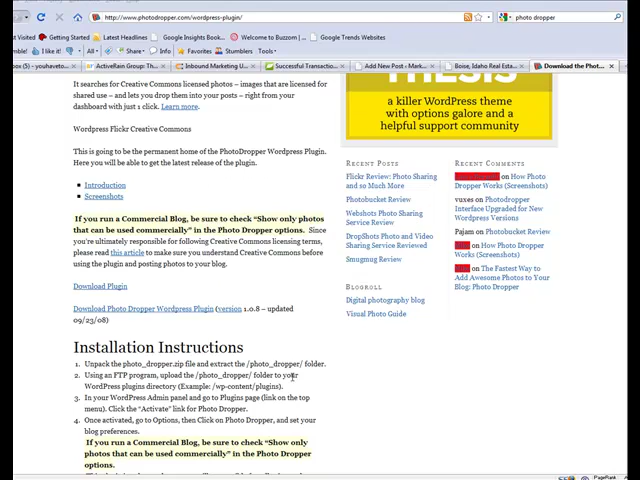 http://www.photodropper.com/wordpress-plugin/
photo dropper
Most Visited
Getting Started
Latest Headlines
Google Insights Book...
Welcome to Buzzom |...
Google Trends Websites
I like it!
Share
Info
Favorites
Stumblers
Tools
(5) - youhaveto...
ActiveRain Group: Th...
Inbound Marketing U...
Successful Transactio...
Add New Post - Mark...
Boise, Idaho Real Esta...
Download the Phot...
It searches for Creative Commons licensed photos – images that are licensed for
shared use – and lets you drop them into your posts – right from your
dashboard with just 1 click. Learn more.
Wordpress Flickr Creative Commons
This is going to be the permanent home of the PhotoDropper WordPress Plugin.
Here you will be able to get the latest release of the plugin.
Introduction
Screenshots
If you run a Commercial Blog, be sure to check "Show only photos
that can be used commercially" in the Photo Dropper options. Since
you're ultimately responsible for following Creative Commons licensing terms,
please read this article to make sure you understand Creative Commons before
using the plugin and posting photos to your blog.
Download Plugin
Download Photo Dropper Wordpress Plugin (version 1.0.8 – updated
09/23/08)
Installation Instructions
1. Unpack the photo_dropper.zip file and extract the /photo_dropper/ folder.
2. Using an FTP program, upload the /photo_dropper/ folder to your
WordPress plugins directory (Example: /wp-content/plugins).
3. In your WordPress Admin panel and go to Plugins page (link on the top
menu). Click the "Activate" link for Photo Dropper.
4. Once activated, go to Options, then Click on Photo Dropper, and set your
blog preferences.
If you run a Commercial Blog, be sure to check "Show only
photos that can be used commercially" in the Photo Dropper
options.
THESIS
a killer WordPress theme
with options galore and a
helpful support community
RECENT POSTS
Flickr Review: Photo Sharing
and so Much More
Photobucket Review
Webshots Photo Sharing
Service Review
DropShots Photo and Video
Sharing Service Reviewed
Smugmug Review
BLOGROLL
Digital photography blog
Visual Photo Guide
RECENT COMMENTS
on How Photo
Dropper Works (Screenshots)
vuxes on Photodropper
Interface Upgraded for New
Wordpress Versions
Pajam on Photobucket Review
on How Photo Dropper
Works (Screenshots)
on The Fastest Way to
Add Awesome Photos to Your
Blog: Photo Dropper
PageRank